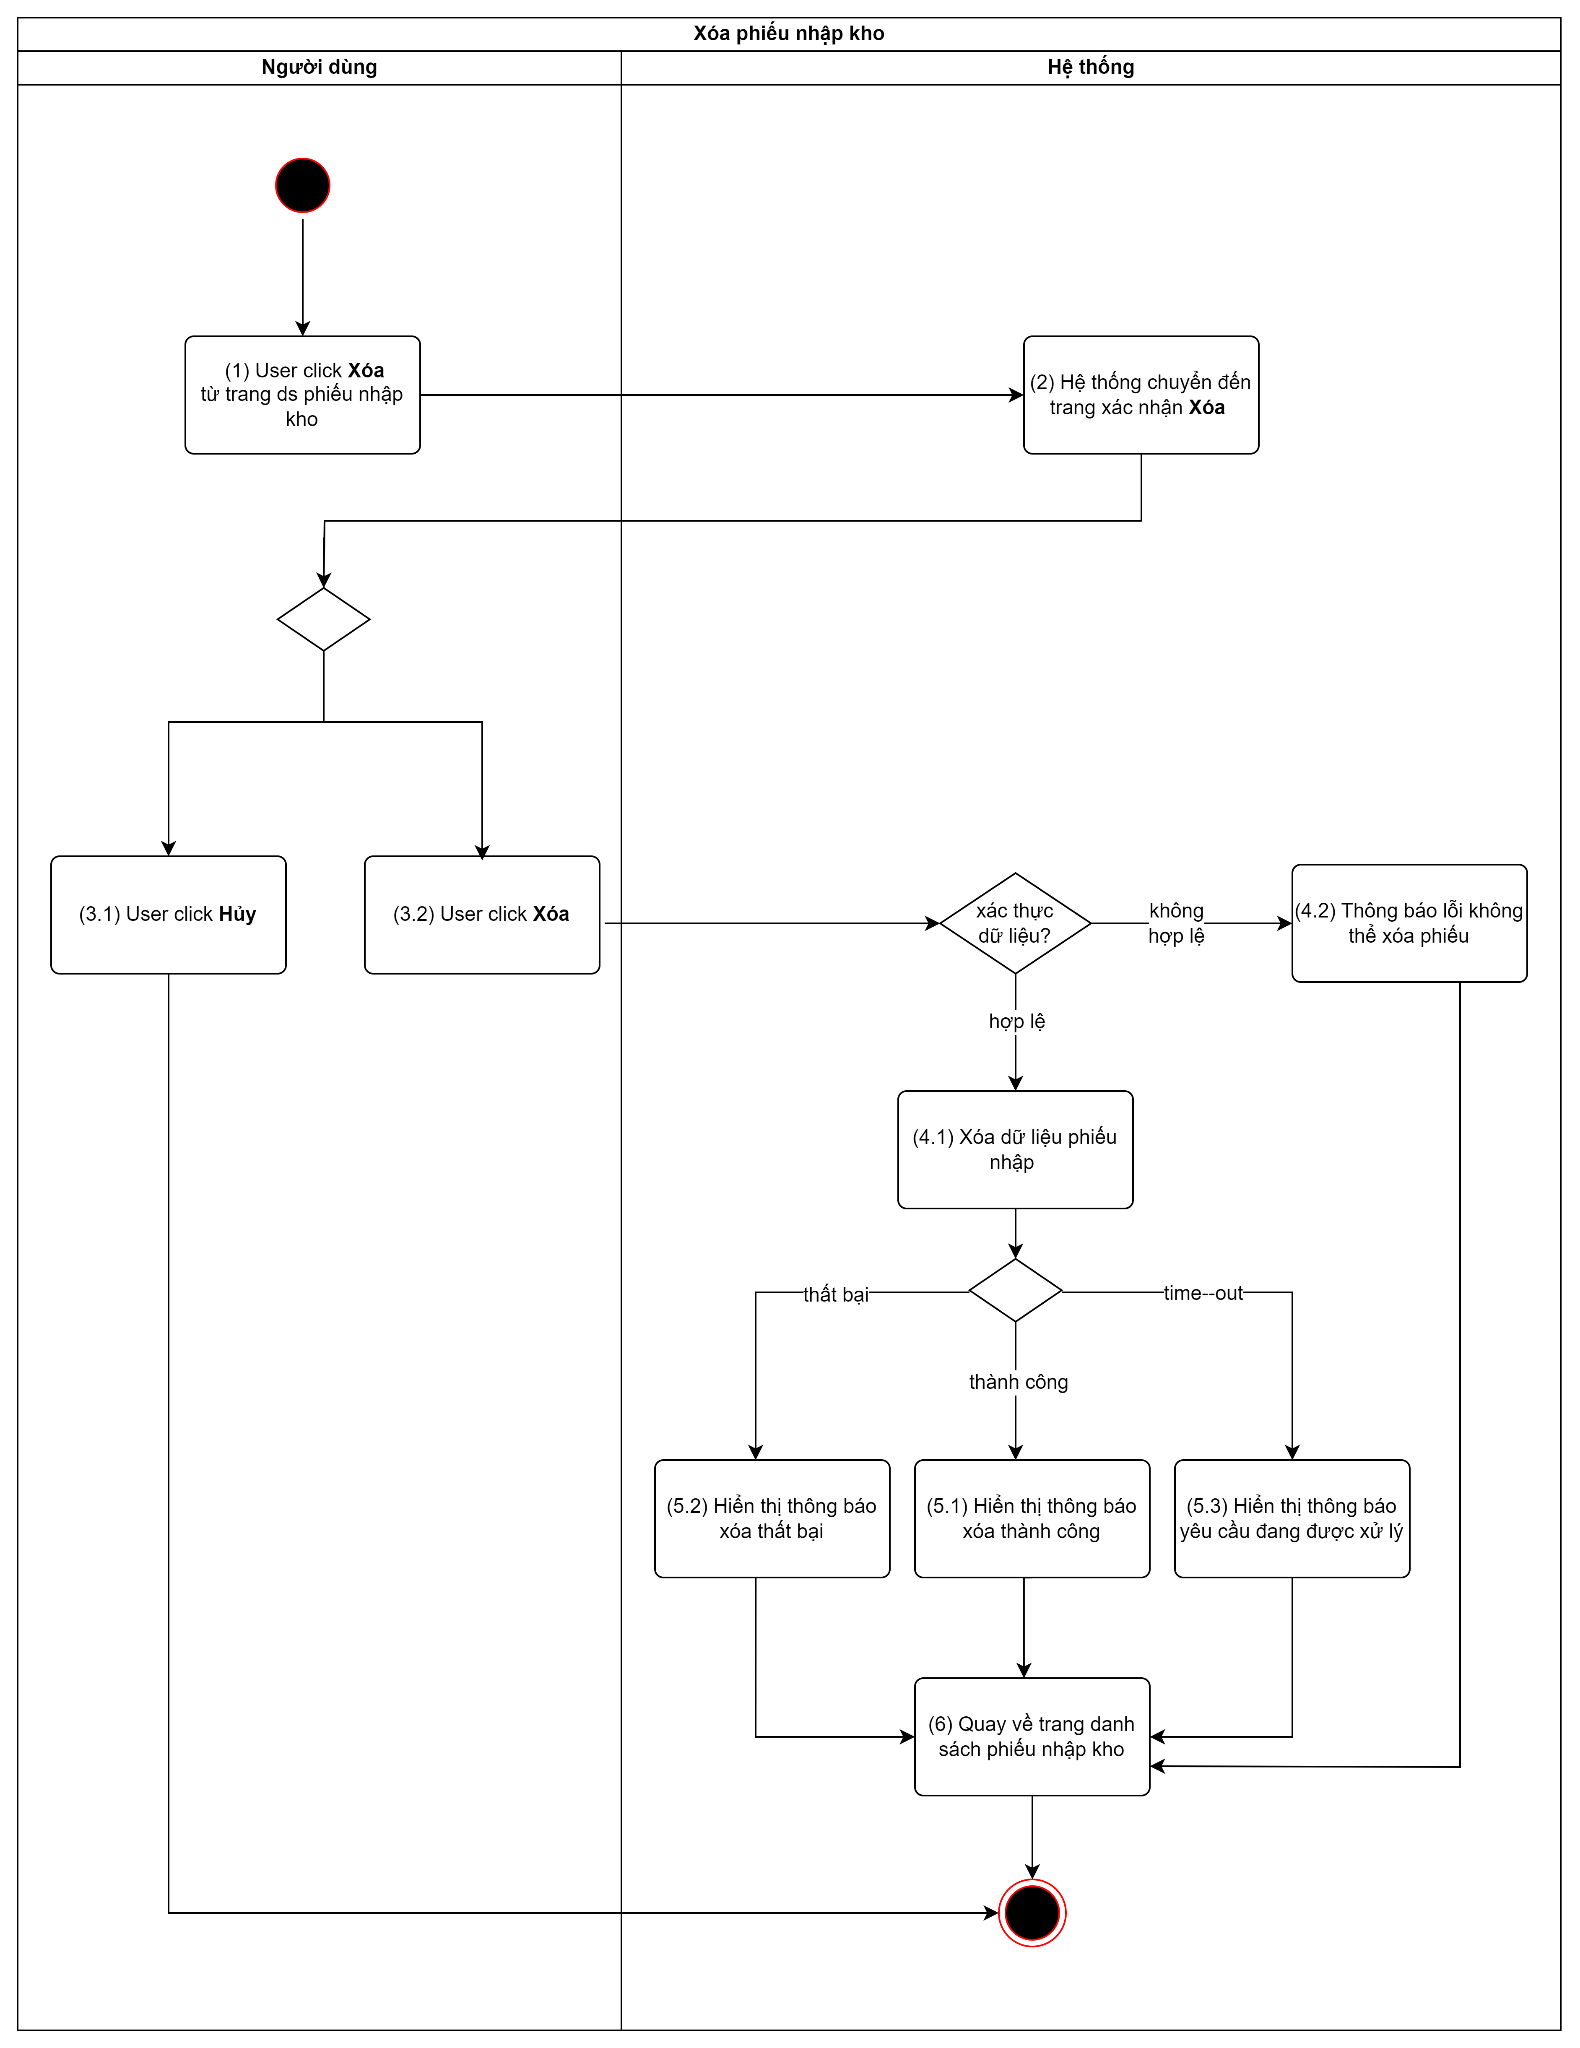 Xóa phiếu nhập kho
Người dùng
Hệ thống
(1) User click Xóa
từ trang ds phiếu nhập
kho
(2) Hệ thống chuyển đến
trang xác nhận Xóa
(3.1) User click Hủy
(3.2) User click Xóa
xác thực
dữ liệu?
không
hợp lệ
(4.2) Thông báo lỗi không
thể xóa phiếu
hợp lệ
(4.1) Xóa dữ liệu phiếu
nhập
thất bại
time--out
thành công
(5.2) Hiển thị thông báo
xóa thất bại
(5.1) Hiển thị thông báo
xóa thành công
(5.3) Hiển thị thông báo
yêu cầu đang được xử lý
(6) Quay về trang danh
sách phiếu nhập kho